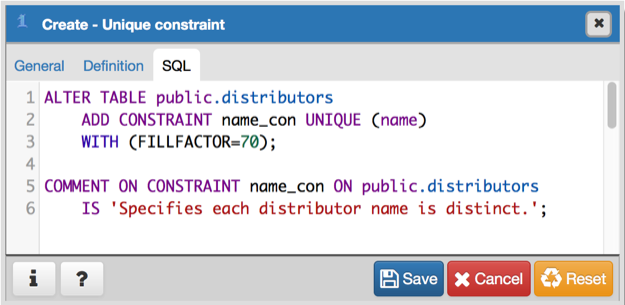 1 Create - Unique constraint
General Definition SQL
1 ALTER TABLE public.distributors
2     ADD CONSTRAINT name_con UNIQUE (name)
3     WITH (FILLFACTOR=70);
4
5 COMMENT ON CONSTRAINT name_con ON public.distributors
6     IS 'Specifies each distributor name is distinct.';
i ? Save Cancel Reset